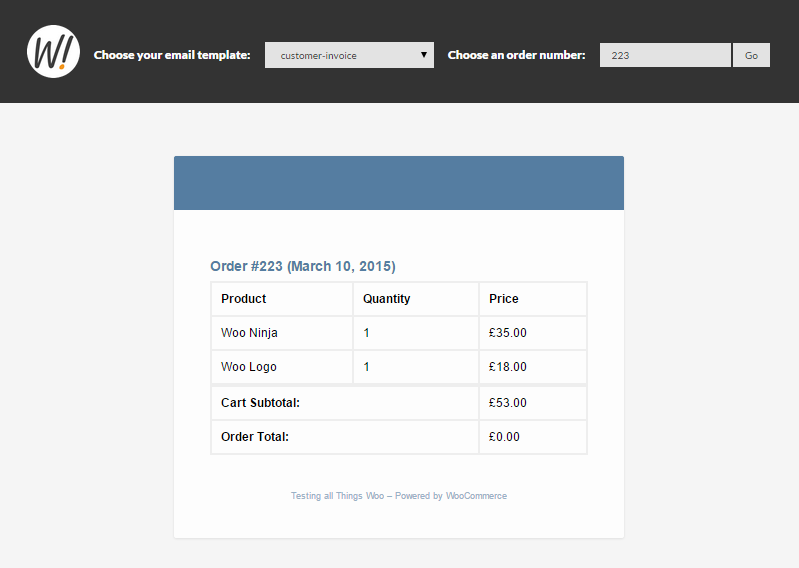 W!
Choose your email template: customer-invoice Choose an order number: 223 Go
Order #223 (March 10, 2015)
Product Quantity Price
Woo Ninja 1 £35.00
Woo Logo 1 £18.00
Cart Subtotal: £53.00
Order Total: £0.00
Testing all Things Woo – Powered by WooCommerce